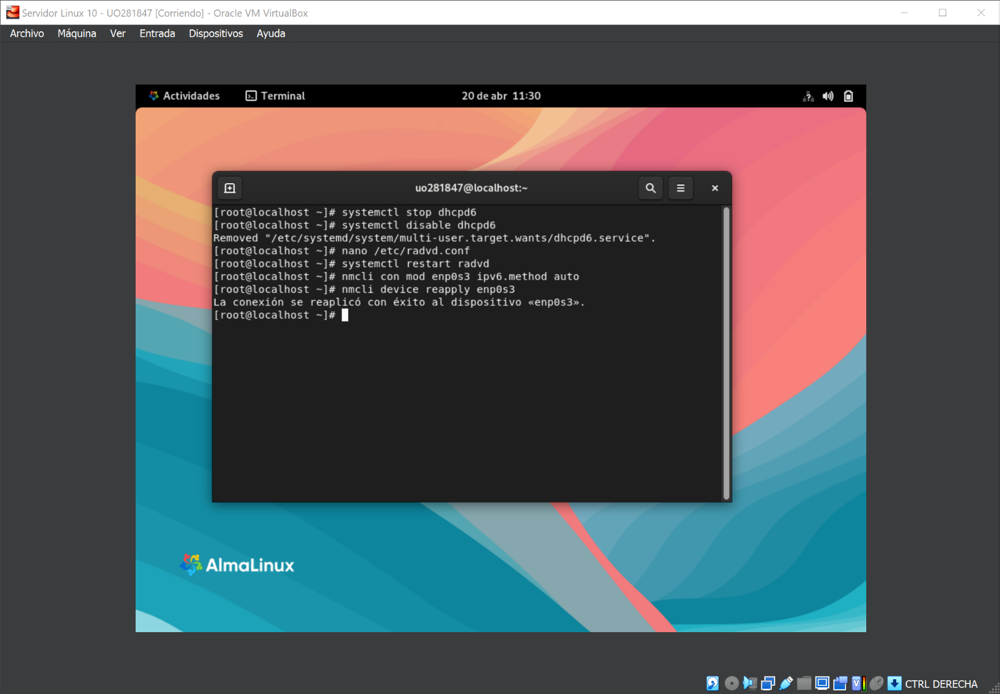 Servidor Linux 10 - UO281847 [Corriendo] - Oracle VM VirtualBox
Archivo Máquina Ver Entrada Dispositivos Ayuda
Actividades Terminal 20 de abr 11:30
uo281847@localhost:~
[root@localhost ~]# systemctl stop dhcpd6
[root@localhost ~]# systemctl disable dhcpd6
Removed "/etc/systemd/system/multi-user.target.wants/dhcpd6.service".
[root@localhost ~]# nano /etc/radvd.conf
[root@localhost ~]# systemctl restart radvd
[root@localhost ~]# nmcli con mod enp0s3 ipv6.method auto
[root@localhost ~]# nmcli device reapply enp0s3
La conexión se reaplicó con éxito al dispositivo «enp0s3».
[root@localhost ~]#
AlmaLinux
CTRL DERECHA